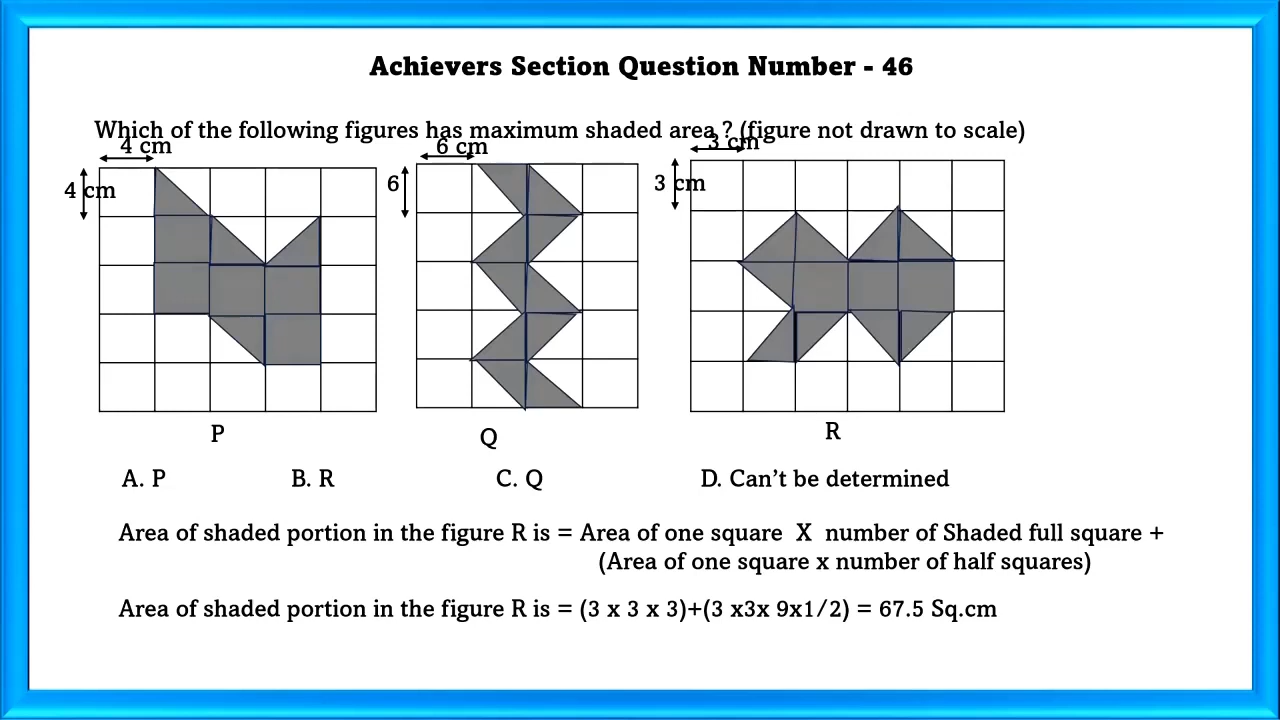 Achievers Section Question Number - 46
Which of the following figures has maximum shaded area ? (figure not drawn to scale)
4 cm 6 cm 3 cm
4 cm 6 3 cm
P Q R
A. P B. R C. Q D. Can’t be determined
Area of shaded portion in the figure R is = Area of one square X number of Shaded full square +
(Area of one square x number of half squares)
Area of shaded portion in the figure R is = (3 x 3 x 3)+(3 x3x 9x1/2) = 67.5 Sq.cm